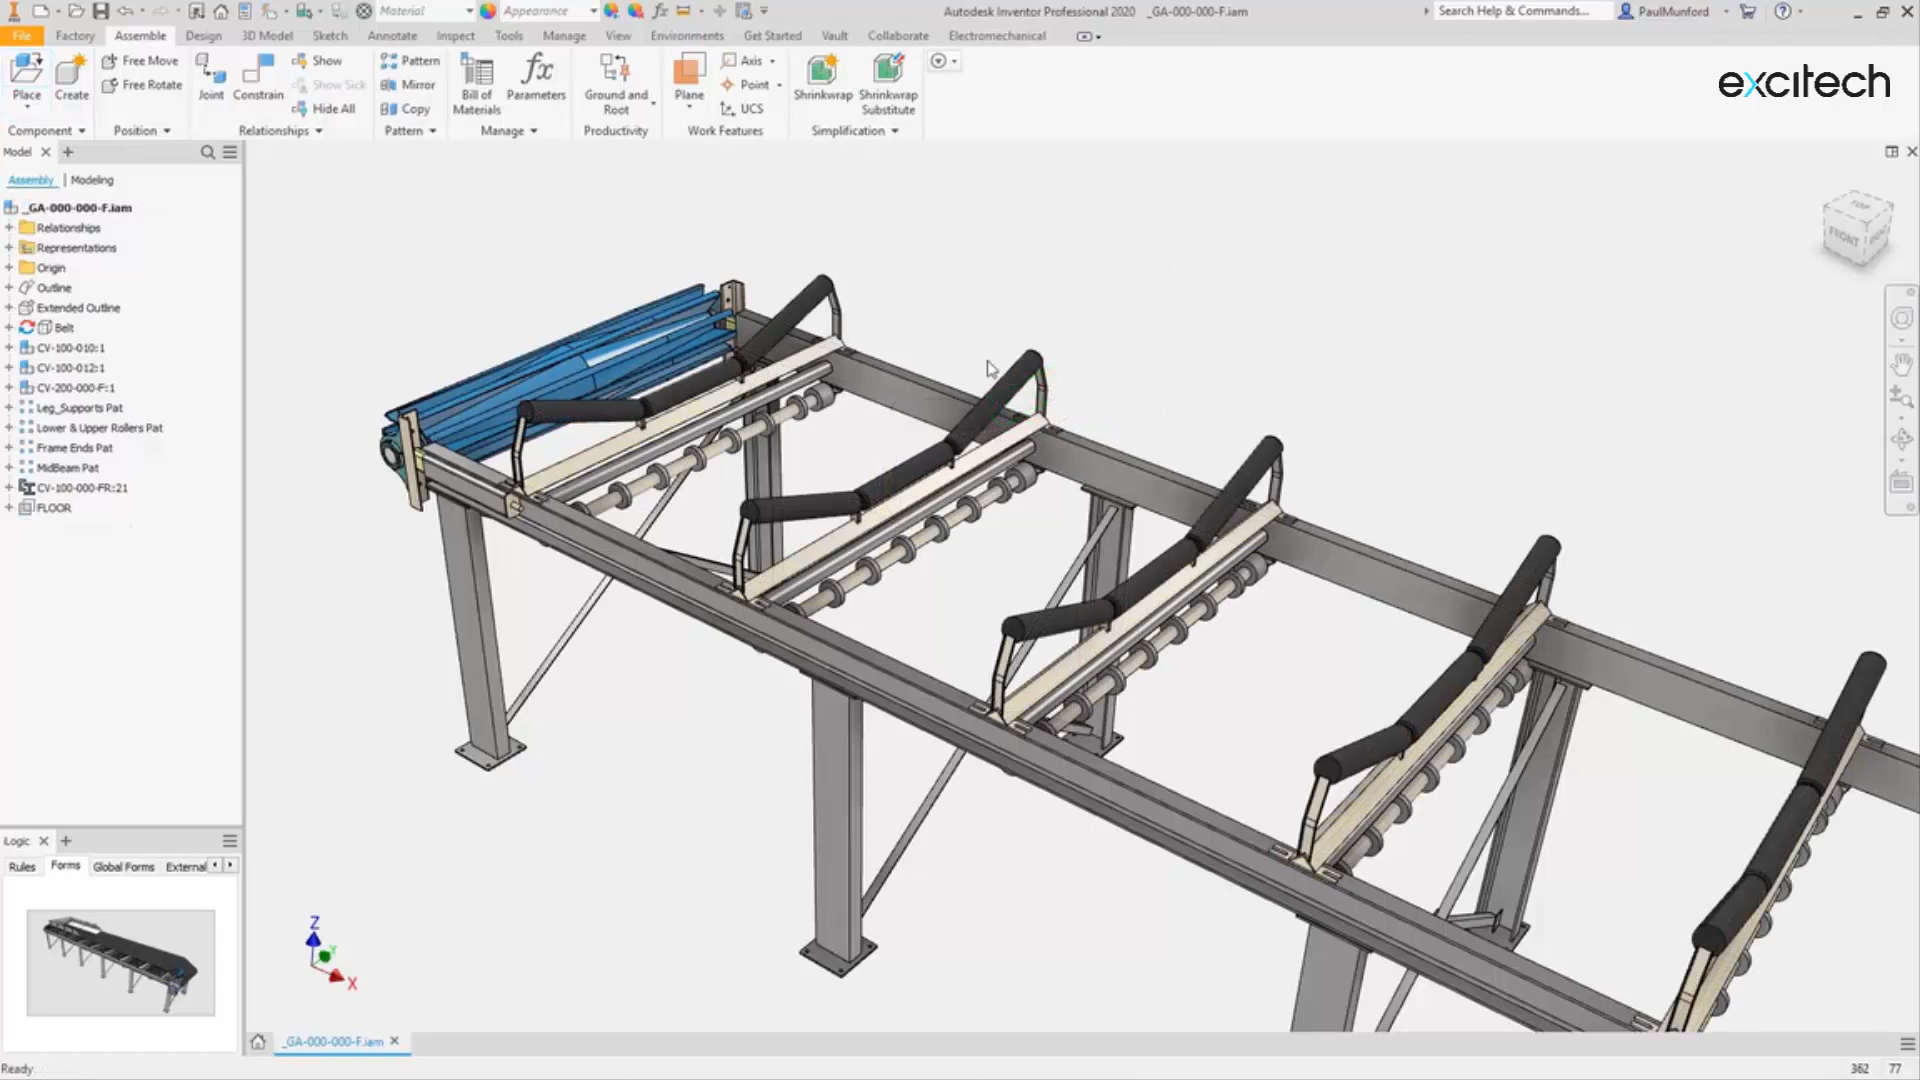 Material
Appearance
Autodesk Inventor Professional 2020 _GA-000-000-F.iam
Search Help & Commands...
PaulMunford
File Factory Assemble Design 3D Model Sketch Annotate Inspect Tools Manage View Environments Get Started Vault Collaborate Electromechanical
Place
Create
Free Move
Free Rotate
Joint
Constrain
Show
Show Sick
Hide All
Pattern
Mirror
Copy
Bill of
Materials
Parameters
Ground and
Root
Plane
Axis
Point
UCS
Shrinkwrap
Shrinkwrap
Substitute
Component Position Relationships Pattern Manage Productivity Work Features Simplification
excitech
Model
Assembly | Modeling
_GA-000-000-F.iam
Relationships
Representations
Origin
Outline
Extended Outline
Belt
CV-100-010:1
CV-100-012:1
CV-200-000-F:1
Leg_Supports Pat
Lower & Upper Rollers Pat
Frame Ends Pat
MidBeam Pat
CV-100-000-FR:21
FLOOR
TOP
FRONT
iLogic
Rules Forms Global Forms External
Z
Y
X
_GA-000-000-F.iam
Ready
362 77